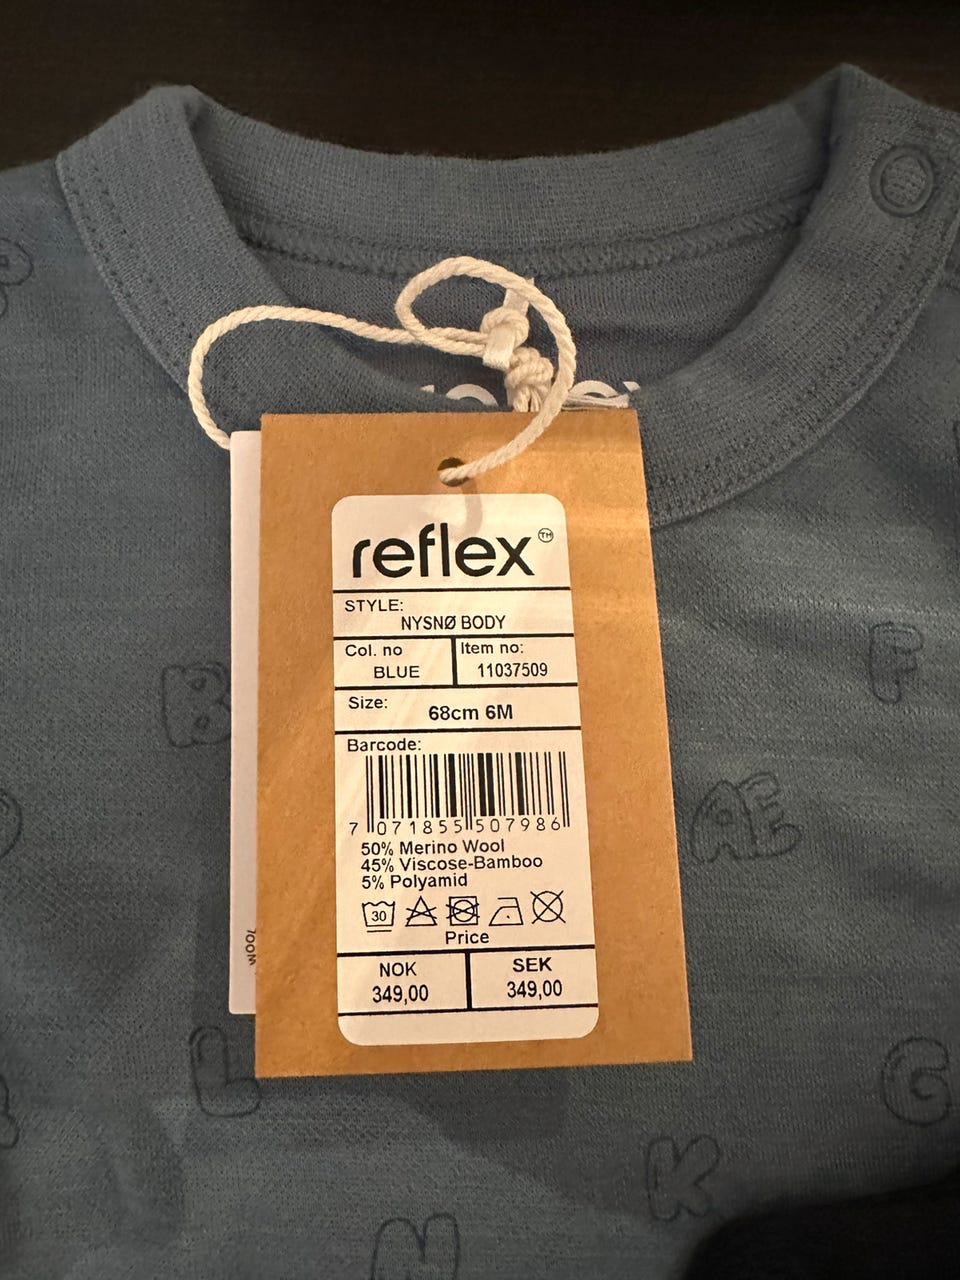 reflex™
STYLE:
NYSNØ BODY
Col. no
BLUE
Item no:
11037509
Size:
68cm 6M
Barcode:
7 071855 507986
50% Merino Wool
45% Viscose-Bamboo
5% Polyamid
30
Price
NOK
349,00
SEK
349,00
B
F
Æ
L
G
K
N